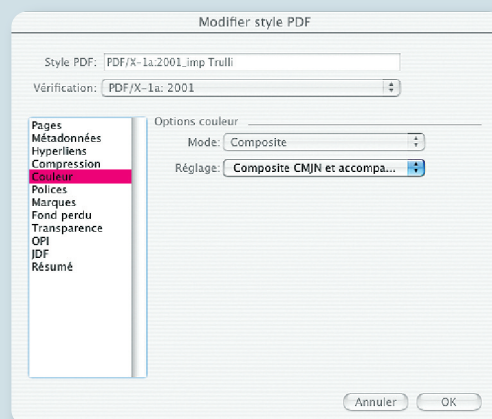 Modifier style PDF
Style PDF: PDF/X-1a:2001_imp Trulli
Vérification: PDF/X-1a: 2001
Pages
Métadonnées
Hyperliens
Compression
Couleur
Polices
Marques
Fond perdu
Transparence
OPI
JDF
Résumé
Options couleur
Mode: Composite
Réglage: Composite CMJN et accompa...
Annuler OK